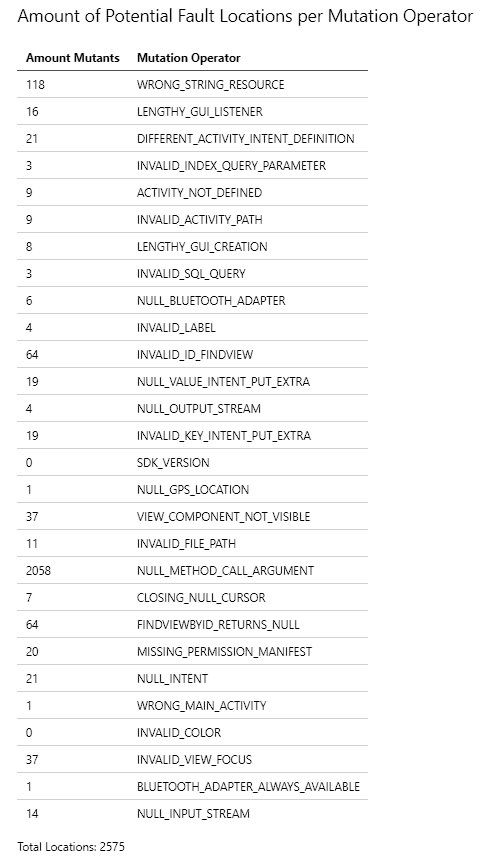 Amount of Potential Fault Locations per Mutation Operator
Amount Mutants Mutation Operator
118 WRONG_STRING_RESOURCE
16 LENGTHY_GUI_LISTENER
21 DIFFERENT_ACTIVITY_INTENT_DEFINITION
3 INVALID_INDEX_QUERY_PARAMETER
9 ACTIVITY_NOT_DEFINED
9 INVALID_ACTIVITY_PATH
8 LENGTHY_GUI_CREATION
3 INVALID_SQL_QUERY
6 NULL_BLUETOOTH_ADAPTER
4 INVALID_LABEL
64 INVALID_ID_FINDVIEW
19 NULL_VALUE_INTENT_PUT_EXTRA
4 NULL_OUTPUT_STREAM
19 INVALID_KEY_INTENT_PUT_EXTRA
0 SDK_VERSION
1 NULL_GPS_LOCATION
37 VIEW_COMPONENT_NOT_VISIBLE
11 INVALID_FILE_PATH
2058 NULL_METHOD_CALL_ARGUMENT
7 CLOSING_NULL_CURSOR
64 FINDVIEWBYID_RETURNS_NULL
20 MISSING_PERMISSION_MANIFEST
21 NULL_INTENT
1 WRONG_MAIN_ACTIVITY
0 INVALID_COLOR
37 INVALID_VIEW_FOCUS
1 BLUETOOTH_ADAPTER_ALWAYS_AVAILABLE
14 NULL_INPUT_STREAM
Total Locations: 2575